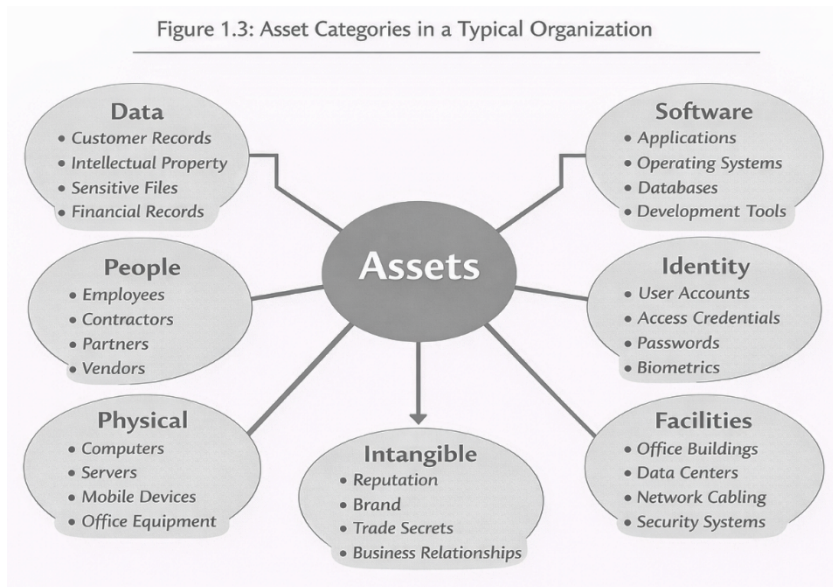 Figure 1.3: Asset Categories in a Typical Organization
Data
• Customer Records
• Intellectual Property
• Sensitive Files
• Financial Records
Software
• Applications
• Operating Systems
• Databases
• Development Tools
Assets
People
• Employees
• Contractors
• Partners
• Vendors
Identity
• User Accounts
• Access Credentials
• Passwords
• Biometrics
Physical
• Computers
• Servers
• Mobile Devices
• Office Equipment
Intangible
• Reputation
• Brand
• Trade Secrets
• Business Relationships
Facilities
• Office Buildings
• Data Centers
• Network Cabling
• Security Systems